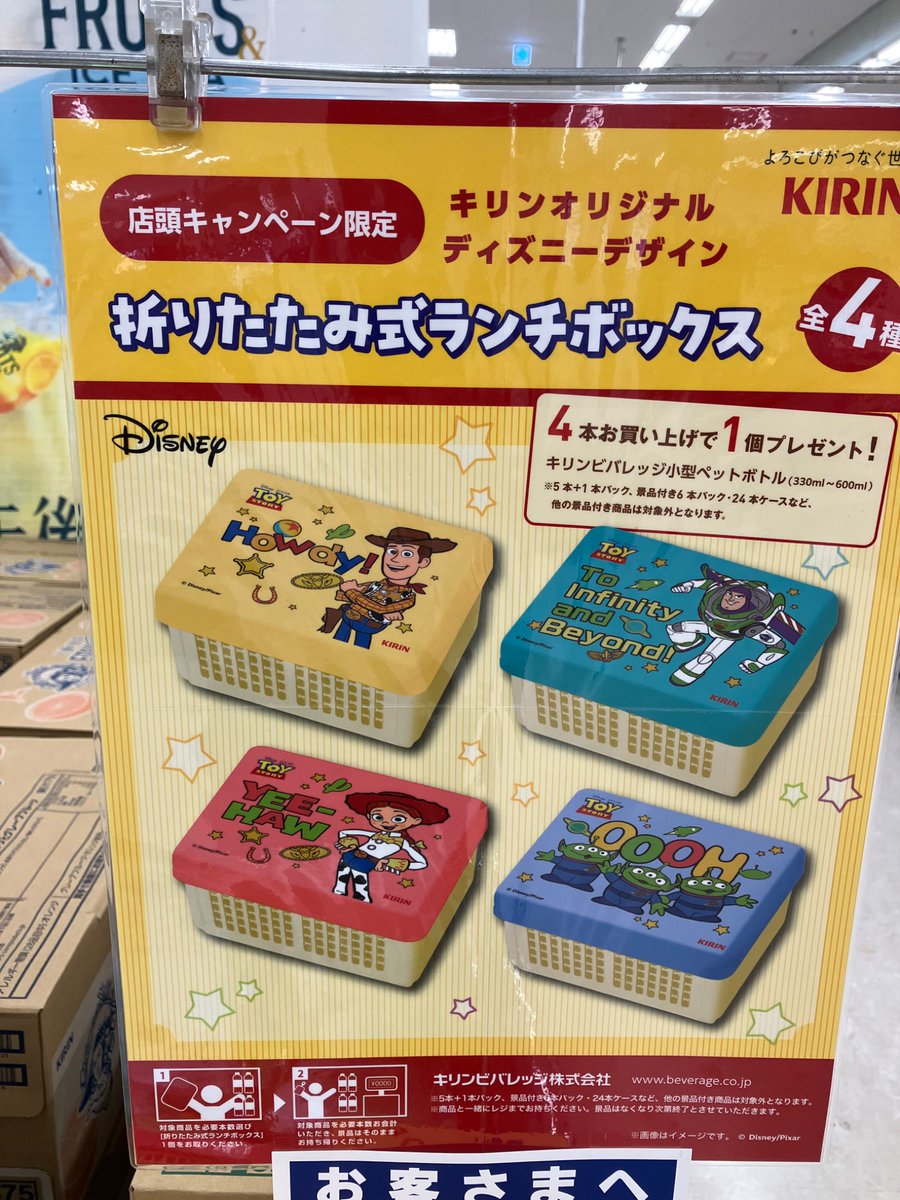 FRUITS
&
よろこびがつなぐ世
KIRIN
店頭キャンペーン限定
キリンオリジナル
ディズニーデザイン
折りたたみ式ランチボックス
全4種
Disney
4本お買い上げで1個プレゼント!
キリンビバレッジ小型ペットボトル(330ml~600ml)
※5本+1本パック、景品付き6本パック・24本ケースなど、
他の景品付き商品は対象外となります。
TOY
STORY
Howdy!
© Disney/Pixar
KIRIN
TOY
STORY
To
Infinity
and
Beyond!
© Disney/Pixar
KIRIN
TOY
STORY
YEE-
HAW
© Disney/Pixar
KIRIN
TOY
STORY
OOOH
© Disney/Pixar
KIRIN
1
対象商品を必要本数選び
[折りたたみ式ランチボックス]
1個をお取りください。
2
¥0000
対象商品を必要本数お会計
いただき、景品はそのまま
お持ち帰りください。
キリンビバレッジ株式会社 www.beverage.co.jp
※5本+1本パック、景品付き6本パック・24本ケースなど、他の景品付き商品は対象外となります。
※商品と一緒にレジまでお持ちください。景品はなくなり次第終了とさせていただきます。
※画像はイメージです。 © Disney/Pixar
お客さまへ
KIRIN